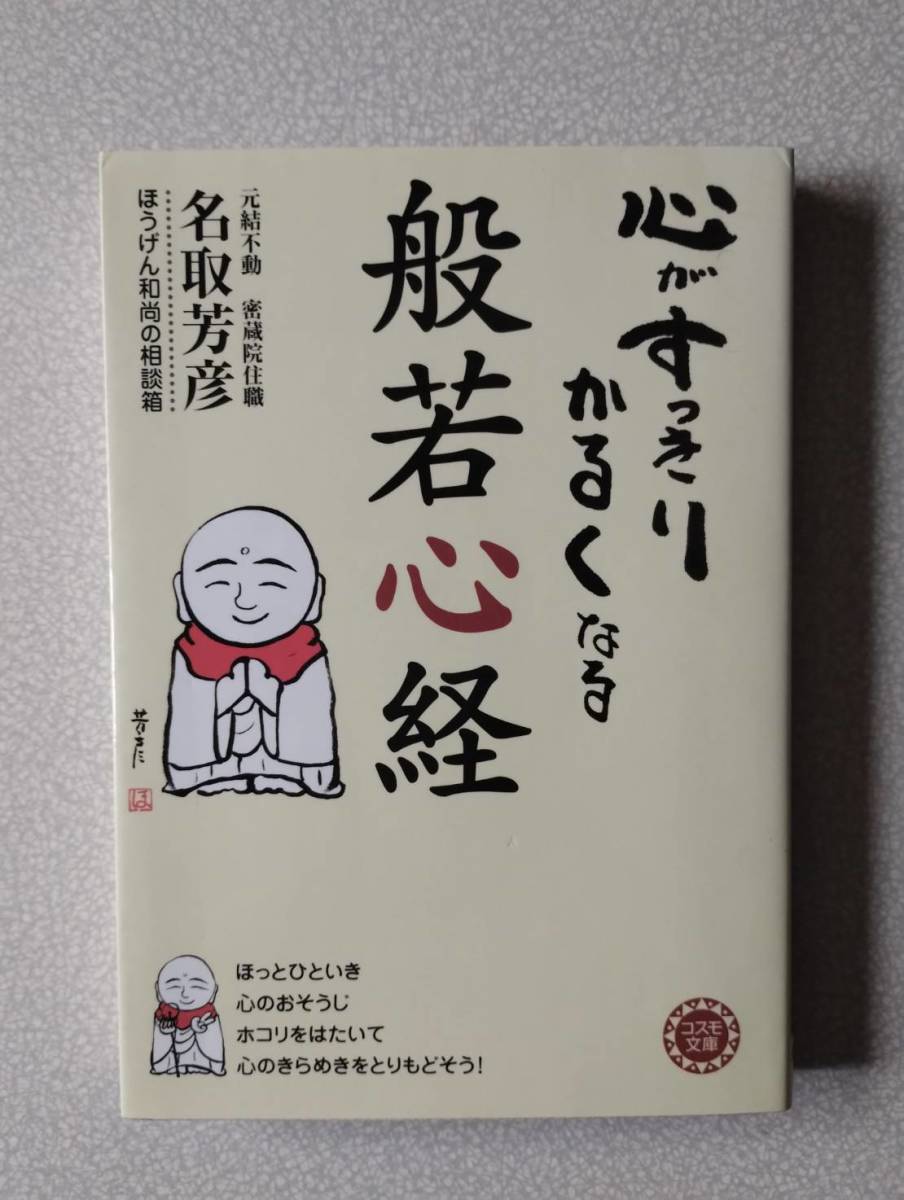 心がすっきり
かるくなる
般若心経
元結不動 密蔵院住職
名取芳彦
ほうげん和尚の相談箱
芳彦
ほ
ほっとひといき
心のおそうじ
ホコリをはたいて
心のきらめきをとりもどそう!
コスモ
文庫